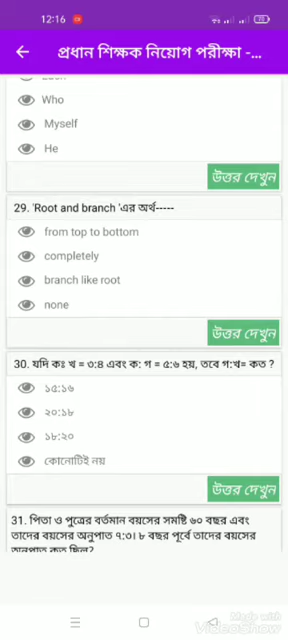 12:16
প্রধান শিক্ষক নিয়োগ পরীক্ষা -...
Who
Myself
He
উত্তর দেখুন
29. 'Root and branch 'এর অর্থ-----
from top to bottom
completely
branch like root
none
উত্তর দেখুন
30. যদি কঃ খ = ৩:৪ এবং ক: গ = ৫:৬ হয়, তবে গ:খ= কত ?
১৫:১৬
২০:১৮
১৮:২০
কোনোটিই নয়
উত্তর দেখুন
31. পিতা ও পুত্রের বর্তমান বয়সের সমষ্টি ৬০ বছর এবং
তাদের বয়সের অনুপাত ৭:৩। ৮ বছর পূর্বে তাদের বয়সের
অনুপাত কত ছিল?
Made with
VideoShow